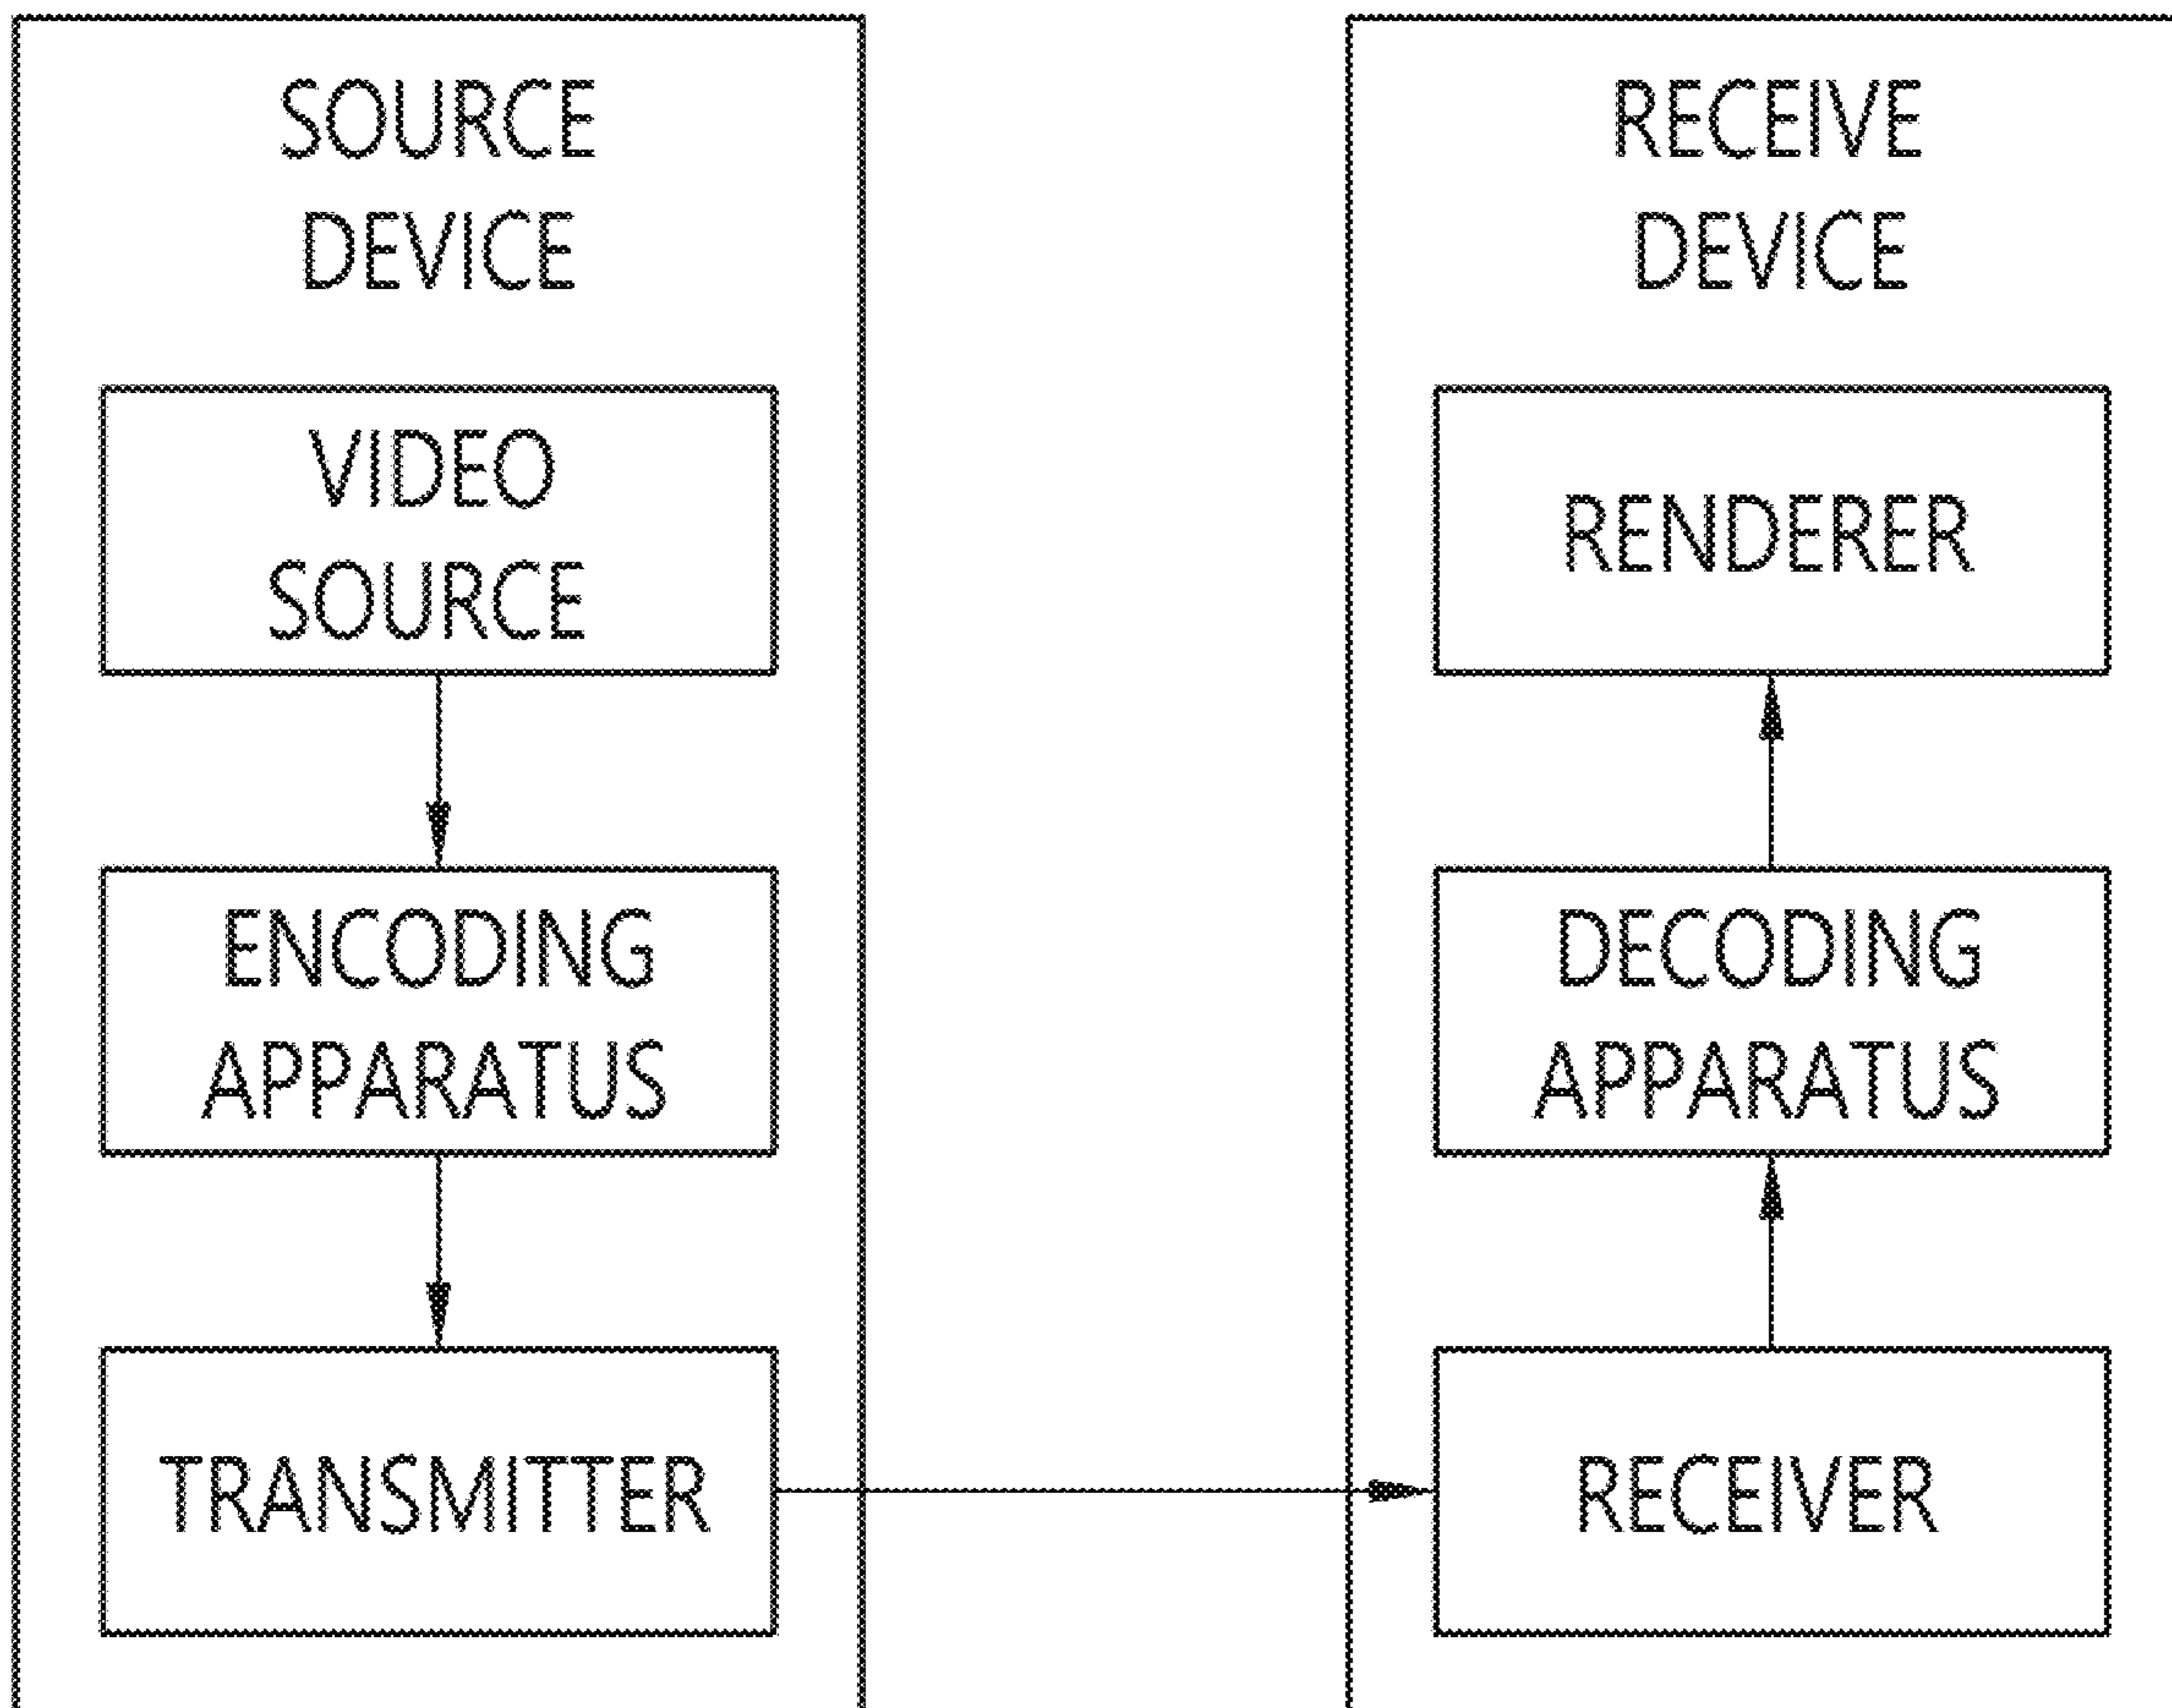 SOURCE
DEVICE
VIDEO
SOURCE
ENCODING
APPARATUS
TRANSMITTER
RECEIVE
DEVICE
RENDERER
DECODING
APPARATUS
RECEIVER